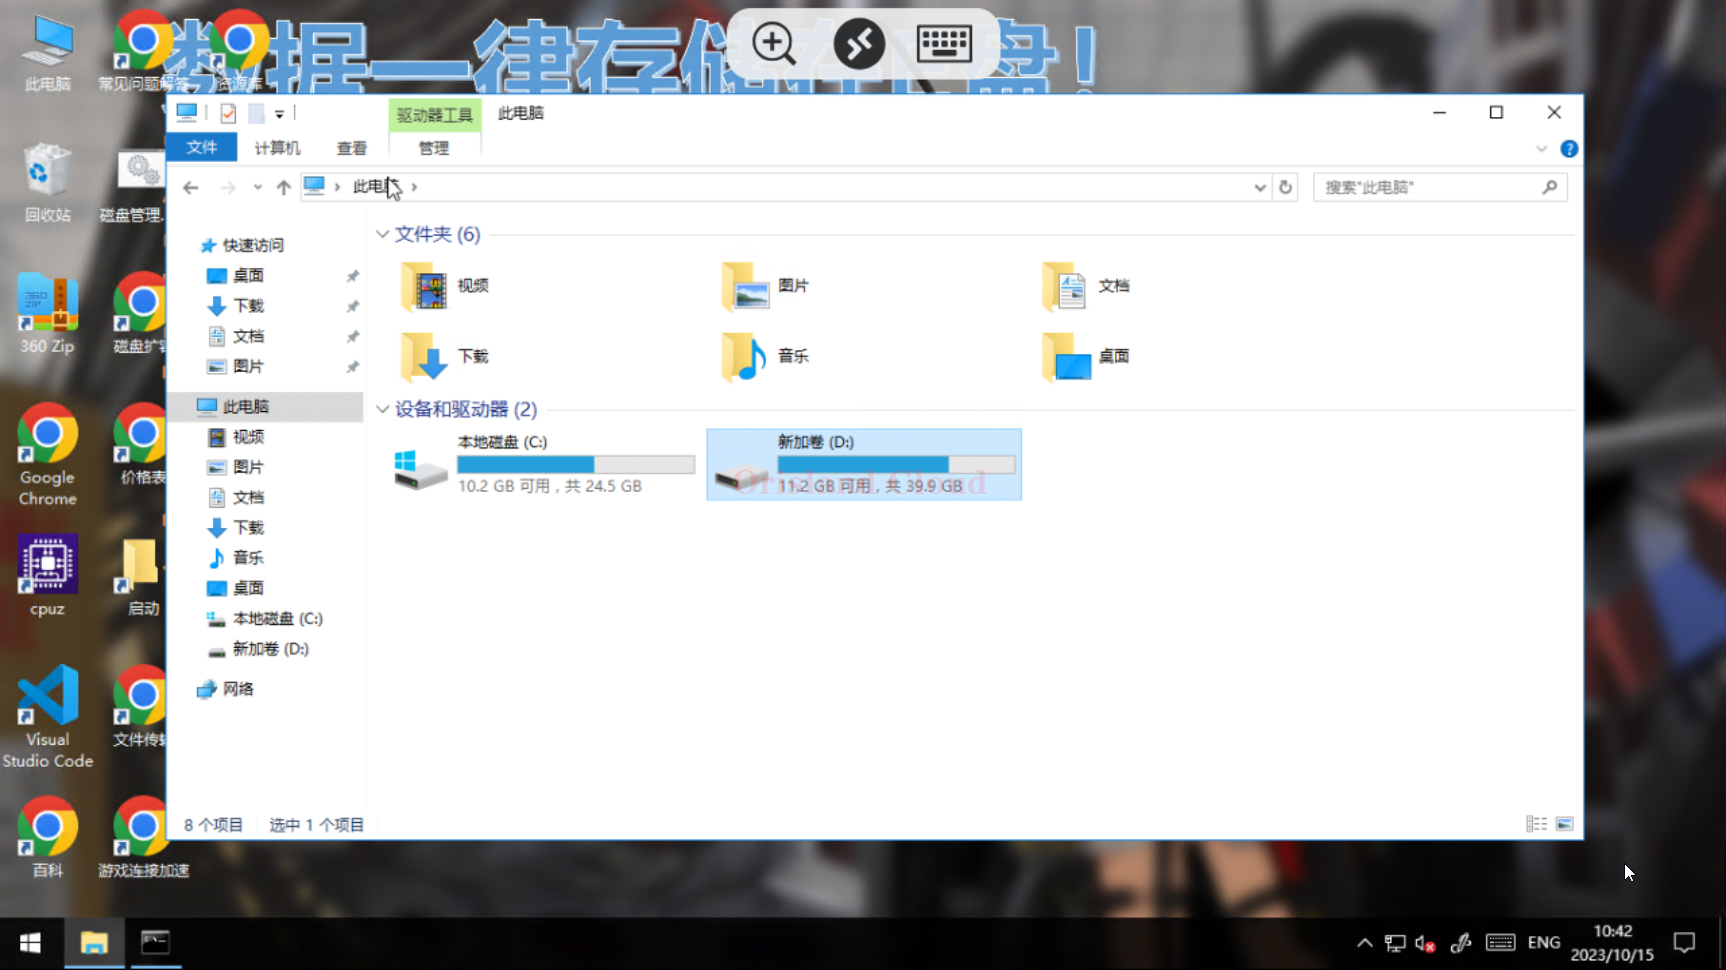 数据一律存储在D盘！
此电脑
常见问题解答
资源库
回收站
磁盘管理.
360 Zip
磁盘扩容
Google
Chrome
价格表
cpuz
启动
Visual
Studio Code
文件传输
百科
游戏连接加速
驱动器工具
此电脑
文件
计算机
查看
管理
此电脑
搜索"此电脑"
快速访问
桌面
下载
文档
图片
此电脑
视频
图片
文档
下载
音乐
桌面
本地磁盘 (C:)
新加卷 (D:)
网络
文件夹 (6)
视频
图片
文档
下载
音乐
桌面
设备和驱动器 (2)
本地磁盘 (C:)
10.2 GB 可用，共 24.5 GB
新加卷 (D:)
11.2 GB 可用，共 39.9 GB
8 个项目
选中 1 个项目
ENG
10:42
2023/10/15